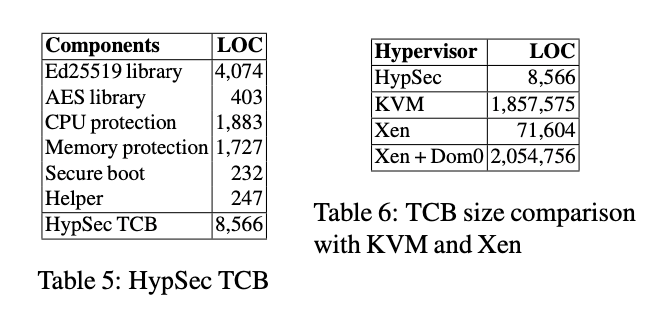 Components LOC
Ed25519 library 4,074
AES library 403
CPU protection 1,883
Memory protection 1,727
Secure boot 232
Helper 247
HypSec TCB 8,566
Table 5: HypSec TCB
Hypervisor LOC
HypSec 8,566
KVM 1,857,575
Xen 71,604
Xen + Dom0 2,054,756
Table 6: TCB size comparison
with KVM and Xen